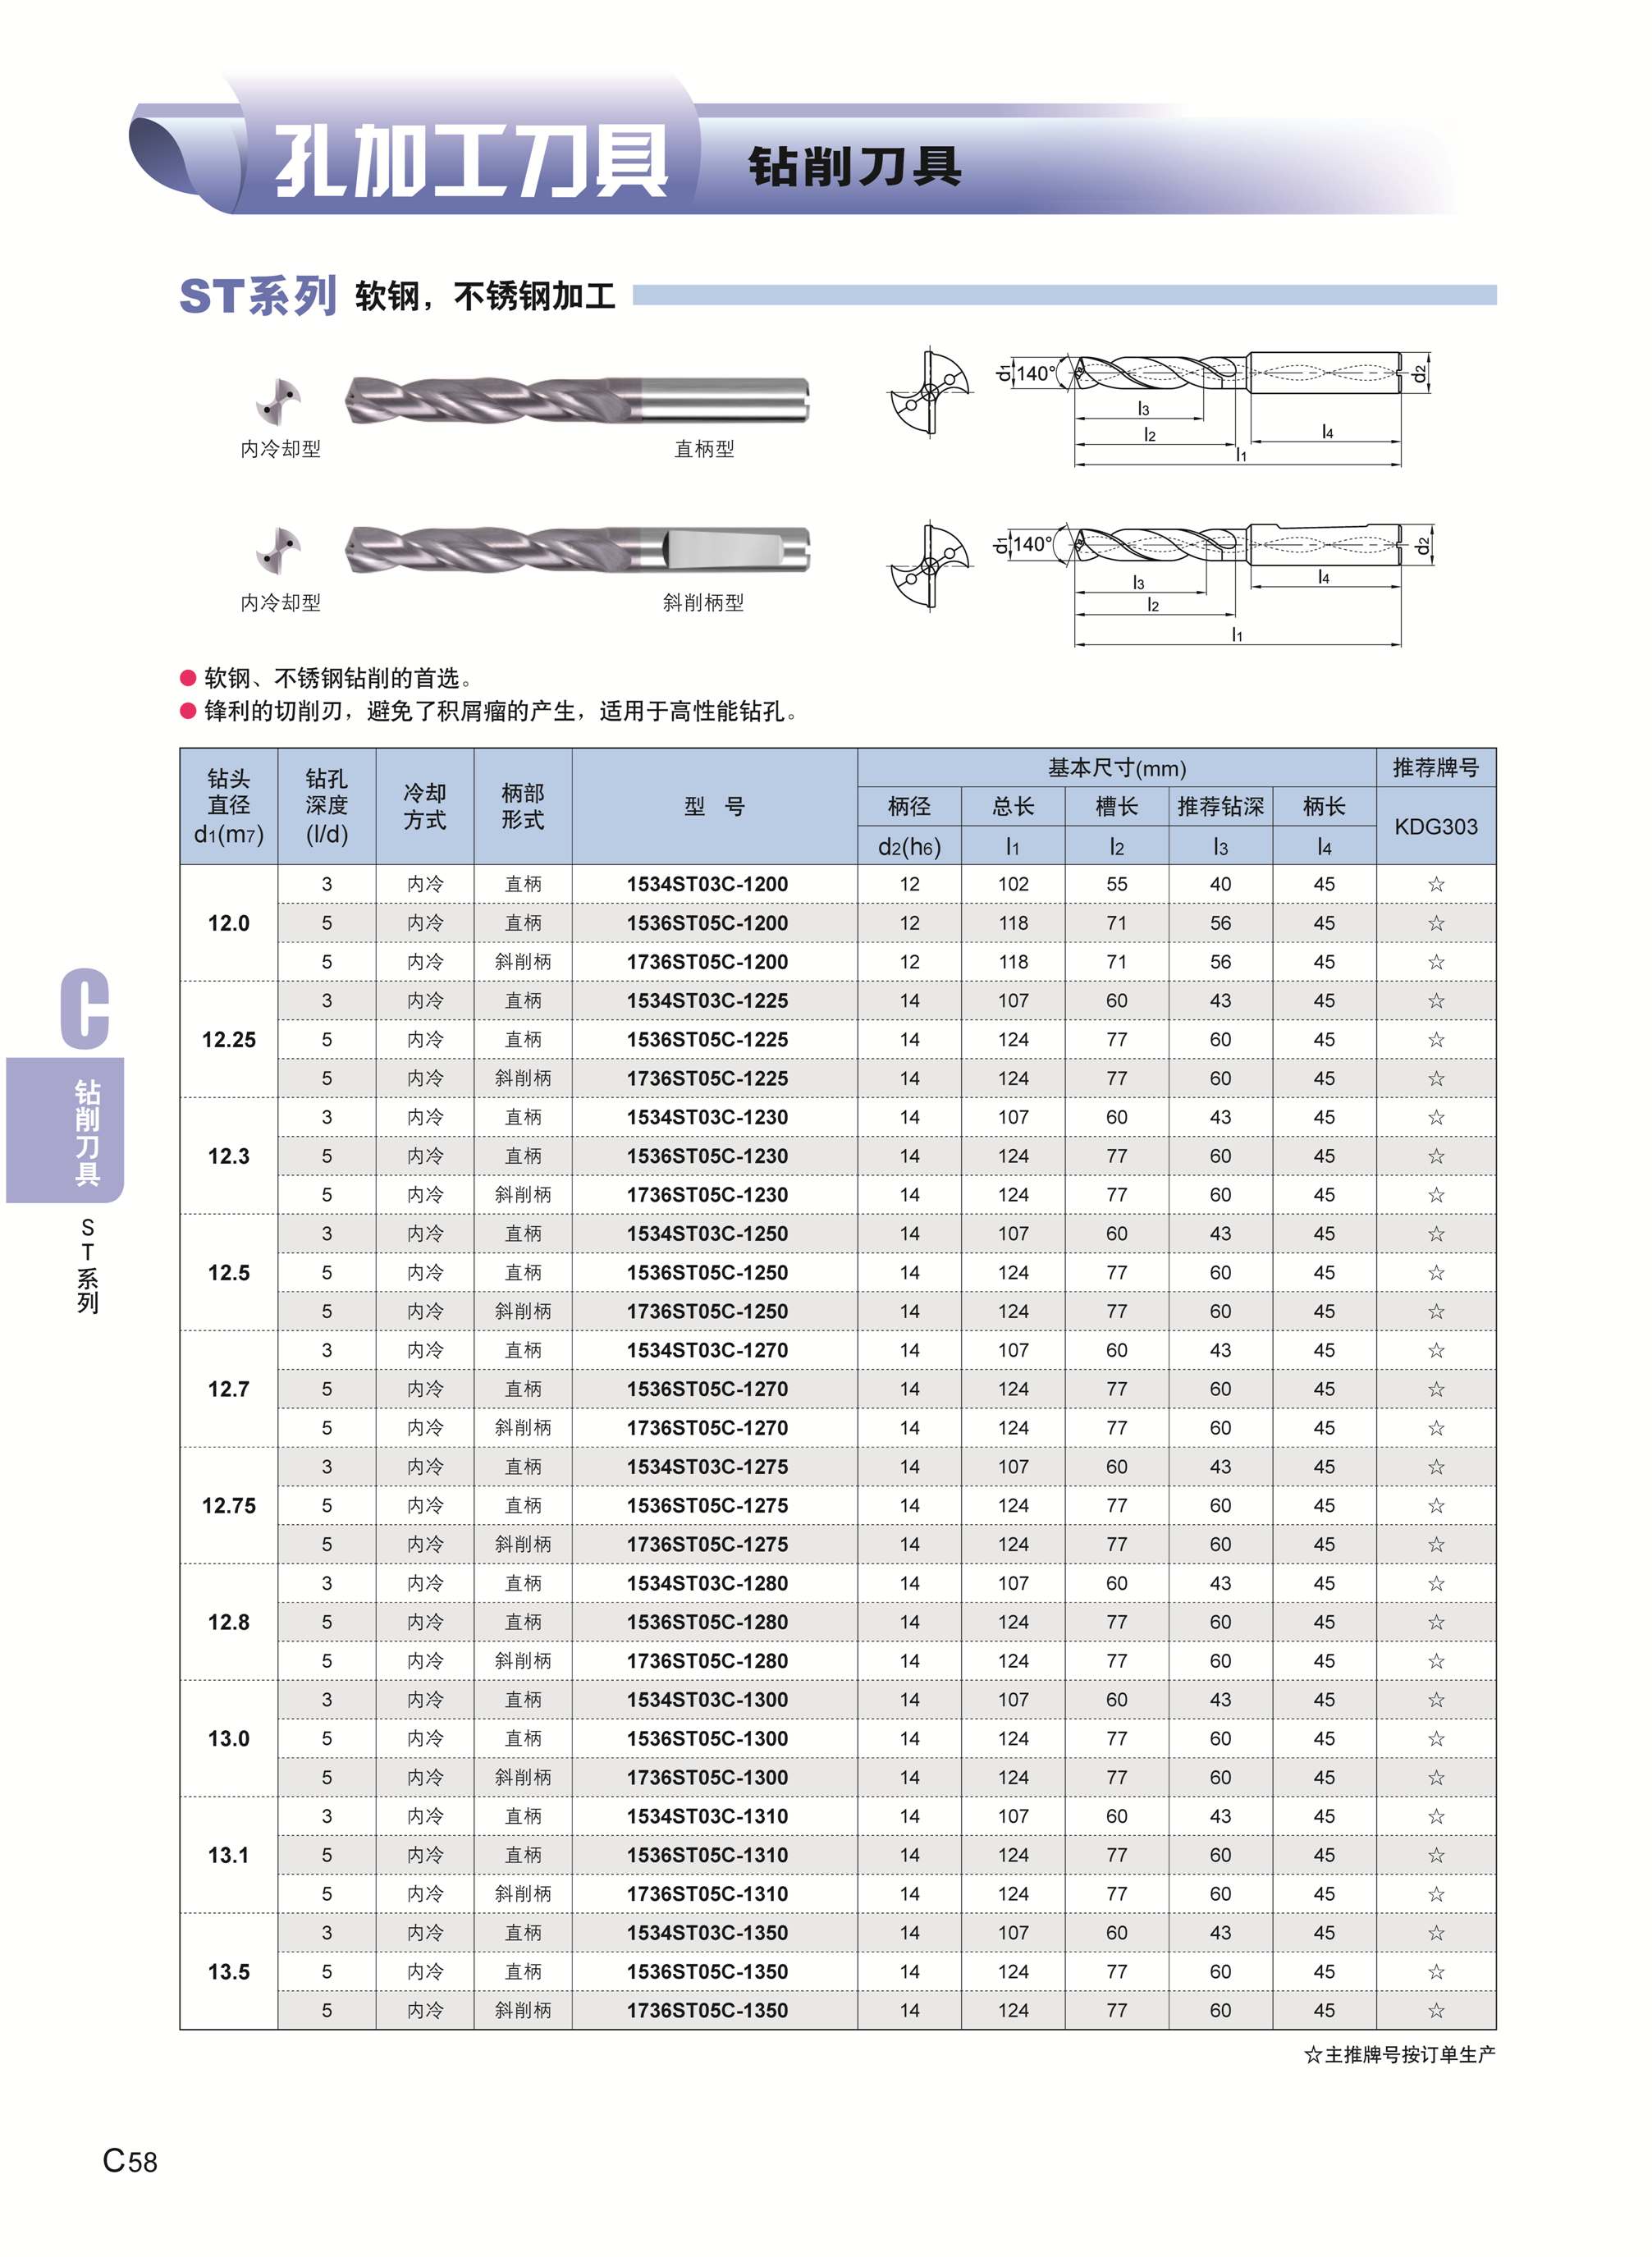 孔加工刀具 钻削刀具
ST系列 软钢，不锈钢加工
内冷却型 直柄型
d1 140° d2
l3
l2 l4
l1
内冷却型 斜削柄型
d1 140° d2
l3 l4
l2
l1
● 软钢、不锈钢钻削的首选。
● 锋利的切削刃，避免了积屑瘤的产生，适用于高性能钻孔。
钻头直径d1(m7) 钻孔深度(l/d) 冷却方式 柄部形式 型 号 基本尺寸(mm) 推荐牌号
柄径 总长 槽长 推荐钻深 柄长 KDG303
d2(h6) l1 l2 l3 l4
12.0
3 内冷 直柄 1534ST03C-1200 12 102 55 40 45 ☆
5 内冷 直柄 1536ST05C-1200 12 118 71 56 45 ☆
5 内冷 斜削柄 1736ST05C-1200 12 118 71 56 45 ☆
12.25
3 内冷 直柄 1534ST03C-1225 14 107 60 43 45 ☆
5 内冷 直柄 1536ST05C-1225 14 124 77 60 45 ☆
5 内冷 斜削柄 1736ST05C-1225 14 124 77 60 45 ☆
12.3
3 内冷 直柄 1534ST03C-1230 14 107 60 43 45 ☆
5 内冷 直柄 1536ST05C-1230 14 124 77 60 45 ☆
5 内冷 斜削柄 1736ST05C-1230 14 124 77 60 45 ☆
12.5
3 内冷 直柄 1534ST03C-1250 14 107 60 43 45 ☆
5 内冷 直柄 1536ST05C-1250 14 124 77 60 45 ☆
5 内冷 斜削柄 1736ST05C-1250 14 124 77 60 45 ☆
12.7
3 内冷 直柄 1534ST03C-1270 14 107 60 43 45 ☆
5 内冷 直柄 1536ST05C-1270 14 124 77 60 45 ☆
5 内冷 斜削柄 1736ST05C-1270 14 124 77 60 45 ☆
12.75
3 内冷 直柄 1534ST03C-1275 14 107 60 43 45 ☆
5 内冷 直柄 1536ST05C-1275 14 124 77 60 45 ☆
5 内冷 斜削柄 1736ST05C-1275 14 124 77 60 45 ☆
12.8
3 内冷 直柄 1534ST03C-1280 14 107 60 43 45 ☆
5 内冷 直柄 1536ST05C-1280 14 124 77 60 45 ☆
5 内冷 斜削柄 1736ST05C-1280 14 124 77 60 45 ☆
13.0
3 内冷 直柄 1534ST03C-1300 14 107 60 43 45 ☆
5 内冷 直柄 1536ST05C-1300 14 124 77 60 45 ☆
5 内冷 斜削柄 1736ST05C-1300 14 124 77 60 45 ☆
13.1
3 内冷 直柄 1534ST03C-1310 14 107 60 43 45 ☆
5 内冷 直柄 1536ST05C-1310 14 124 77 60 45 ☆
5 内冷 斜削柄 1736ST05C-1310 14 124 77 60 45 ☆
13.5
3 内冷 直柄 1534ST03C-1350 14 107 60 43 45 ☆
5 内冷 直柄 1536ST05C-1350 14 124 77 60 45 ☆
5 内冷 斜削柄 1736ST05C-1350 14 124 77 60 45 ☆
☆主推牌号按订单生产
C
钻削刀具
ST系列
C58